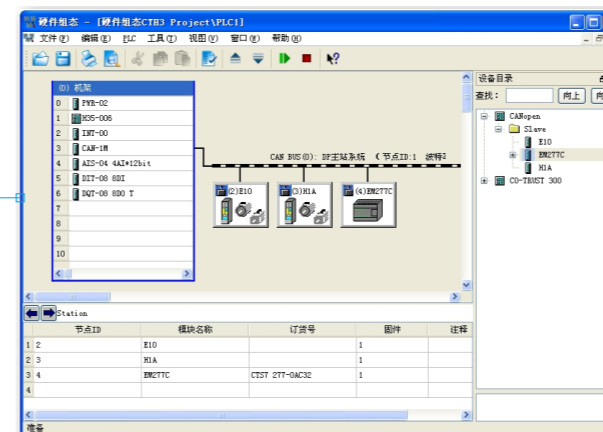 硬件组态 - [硬件组态CTH3 Project\PLC1]
文件(F) 编辑(E) PLC 工具(T) 视图(V) 窗口(W) 帮助(H)
(0) 机架
0 PWR-02
1 H35-006
2 INT-00
3 CAN-1M
4 AIS-04 4AI*12bit
5 DIT-08 8DI
6 DQT-08 8DO T
7
8
9
10
CAN BUS(0): DP主站系统 (节点ID:1 波特
(2)E10
(3)H1A
(4)EM277C
设备目录
查找: 向上
CANopen
Slave
E10
EM277C
H1A
CO-TRUST 300
Station
节点ID 模块名称 订货号 固件 注释
1 2 E10 1
2 3 H1A 1
3 4 EM277C CTS7 277-0AC32 1
4
准备